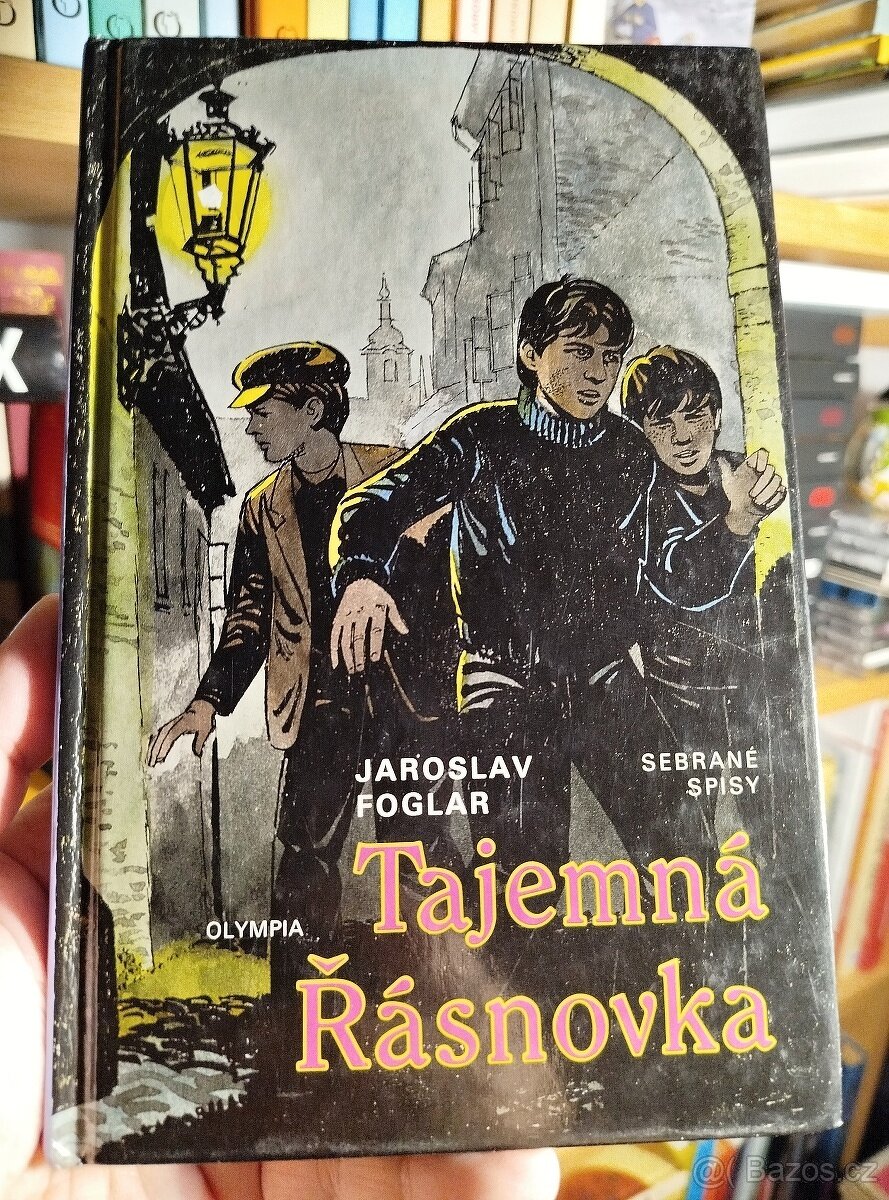 X
JAROSLAV
FOGLAR
SEBRANÉ
SPISY
Tajemná
OLYMPIA
Řásnovka
@( Bazos.cz